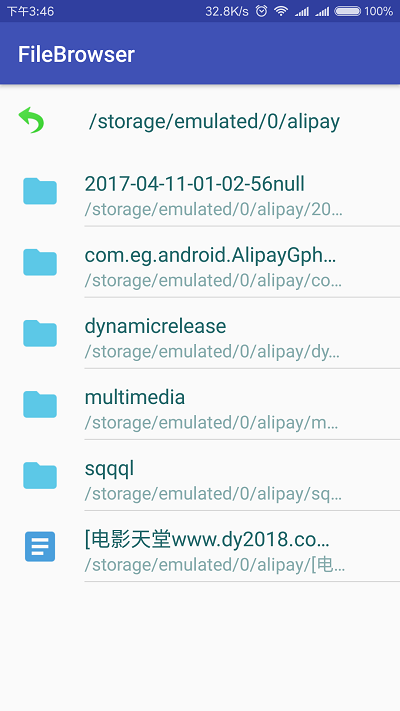 下午3:46 32.8K/s 100%
FileBrowser
/storage/emulated/0/alipay
2017-04-11-01-02-56null
/storage/emulated/0/alipay/20…
com.eg.android.AlipayGph…
/storage/emulated/0/alipay/co…
dynamicrelease
/storage/emulated/0/alipay/dy…
multimedia
/storage/emulated/0/alipay/m…
sqqql
/storage/emulated/0/alipay/sq…
[电影天堂www.dy2018.co…
/storage/emulated/0/alipay/[电…